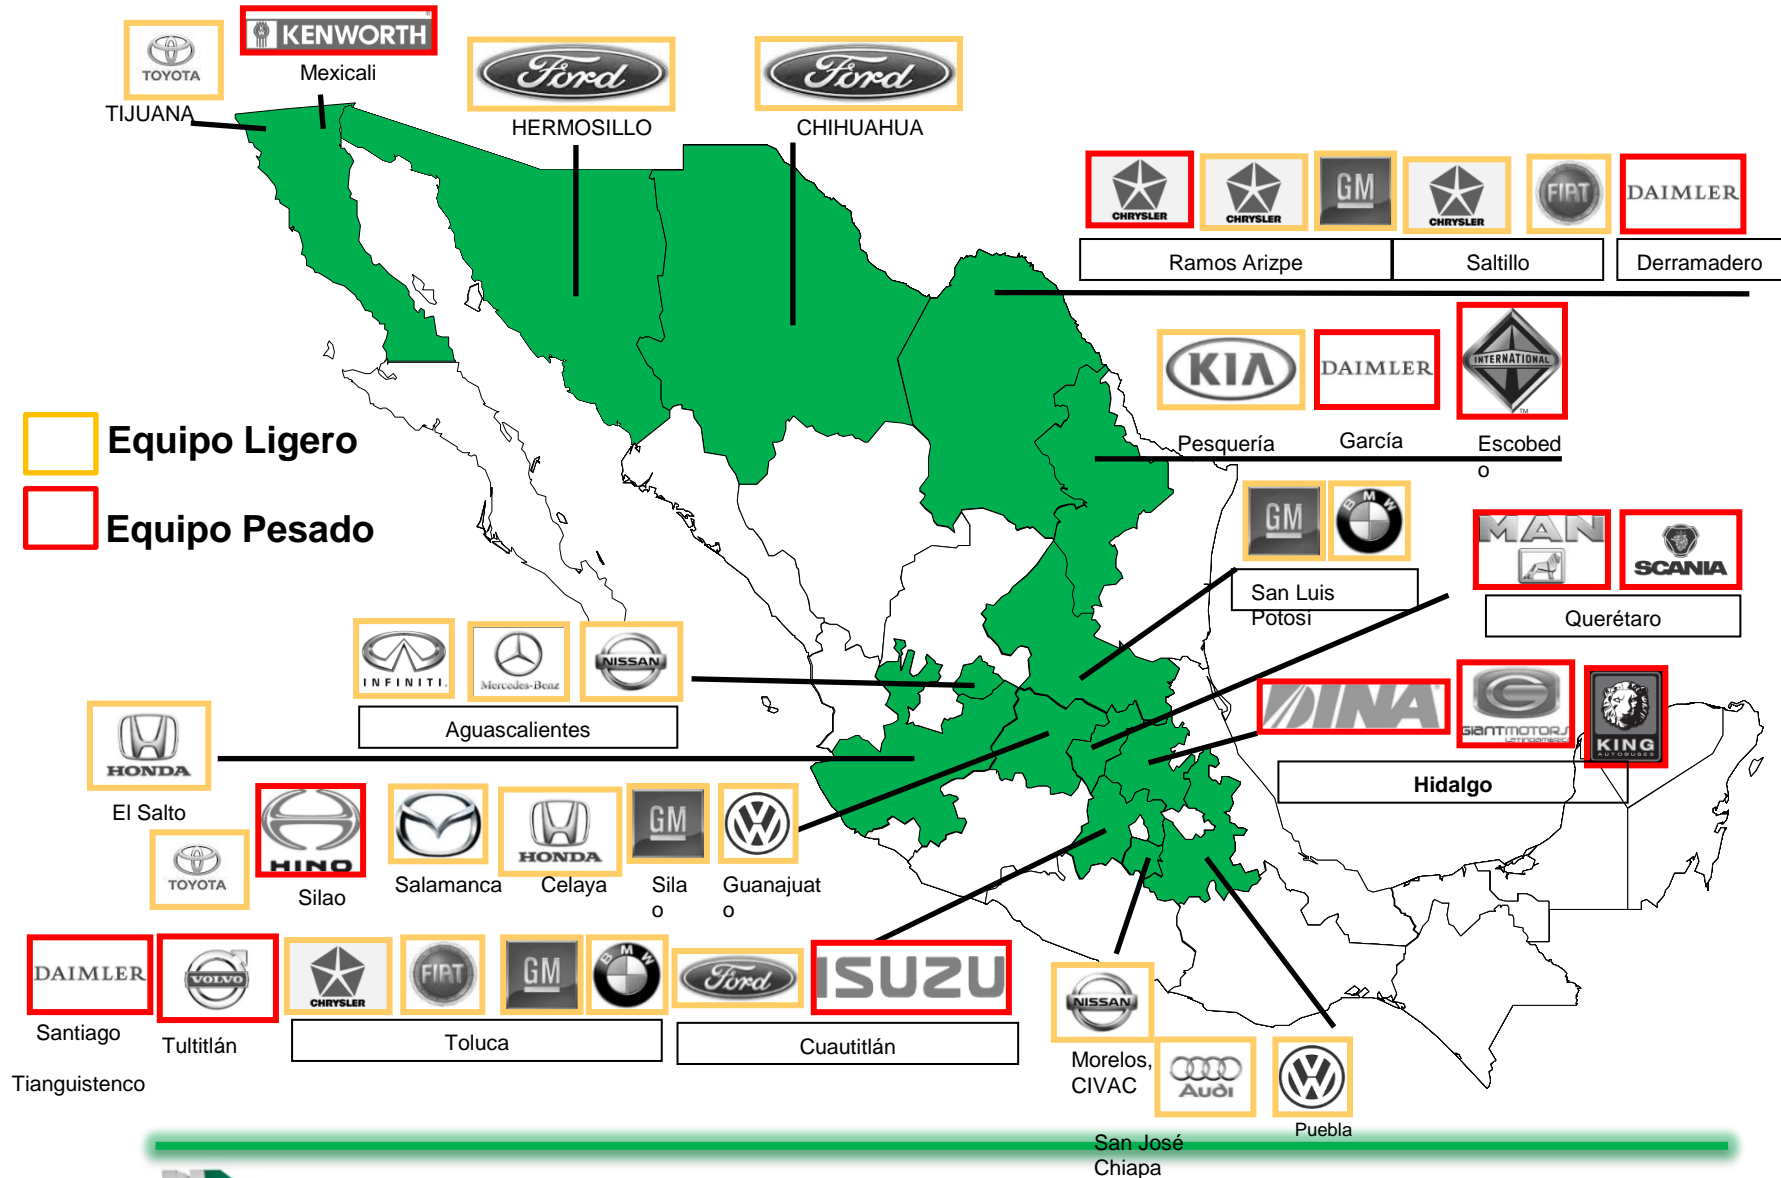 TOYOTA
TIJUANA
KENWORTH
Mexicali
Ford
HERMOSILLO
Ford
CHIHUAHUA
CHRYSLER
CHRYSLER
GM
CHRYSLER
FIAT
DAIMLER
Ramos Arizpe
Saltillo
Derramadero
KIA
DAIMLER
INTERNATIONAL
TM
Pesquería
García
Escobed
o
Equipo Ligero
Equipo Pesado
GM
BMW
San Luis
Potosí
MAN
SCANIA
Querétaro
INFINITI.
Mercedes-Benz
NISSAN
Aguascalientes
DINA
GIANTMOTORS
LATINOAMERICA
KING
AUTOBUSES
Hidalgo
HONDA
El Salto
TOYOTA
HINO
Silao
Salamanca
HONDA
Celaya
GM
Sila
o
Guanajuat
o
DAIMLER
Santiago
Tianguistenco
VOLVO
Tultitlán
CHRYSLER
FIAT
GM
BMW
Toluca
Ford
ISUZU
Cuautitlán
NISSAN
Morelos,
CIVAC
Audi
San José
Chiapa
Puebla